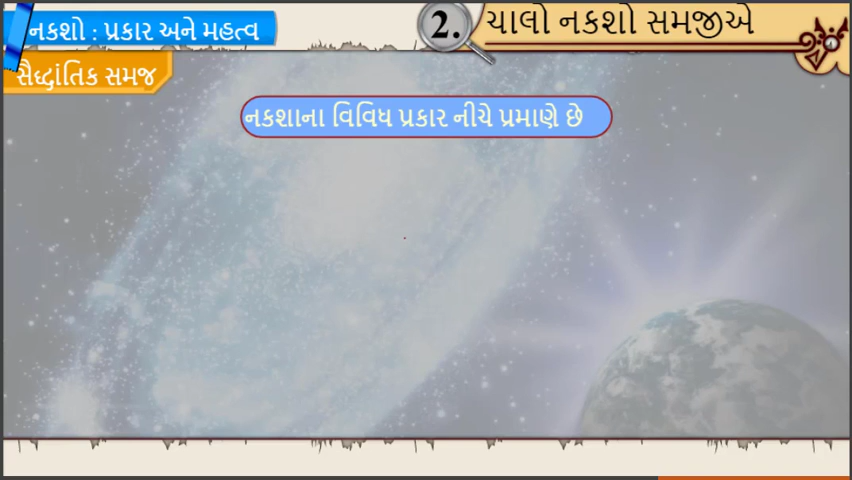 નકશો : પ્રકાર અને મહત્વ
2. ચાલો નકશો સમજીએ
સૈદ્ધાંતિક સમજ
નકશાના વિવિધ પ્રકાર નીચે પ્રમાણે છે